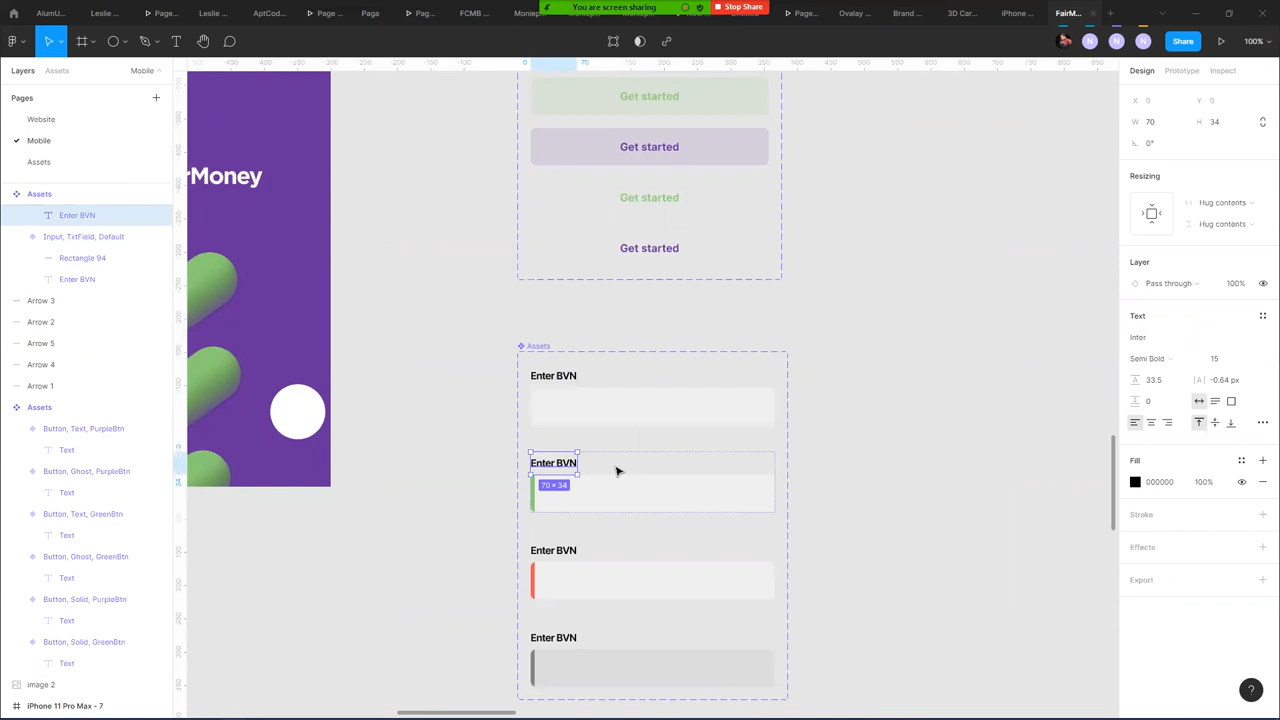 You are screen sharing
Stop Share
AlumU...
Leslie ...
Page...
Leslie ...
AptCod...
Page ...
Paga
Pag...
FCMB ...
Moniep...
Page...
Ovalay ...
Brand ...
3D Car...
iPhone ...
FairM...
N
N
N
Share
100%
Layers
Assets
Mobile
Design
Prototype
Inspect
Pages
Website
Mobile
Assets
Assets
Enter BVN
Input, TxtField, Default
Rectangle 94
Enter BVN
Arrow 3
Arrow 2
Arrow 5
Arrow 4
Arrow 1
Assets
Button, Text, PurpleBtn
Text
Button, Ghost, PurpleBtn
Text
Button, Text, GreenBtn
Text
Button, Ghost, GreenBtn
Text
Button, Solid, PurpleBtn
Text
Button, Solid, GreenBtn
Text
image 2
iPhone 11 Pro Max - 7
rMoney
Get started
Get started
Get started
Get started
Assets
Enter BVN
Enter BVN
70 × 34
Enter BVN
Enter BVN
X 0
Y 0
W 70
H 34
0°
Resizing
Hug contents
Hug contents
Layer
Pass through
100%
Text
Inter
Semi Bold
15
33.5
-0.64 px
0
Fill
000000
100%
Stroke
Effects
Export
?